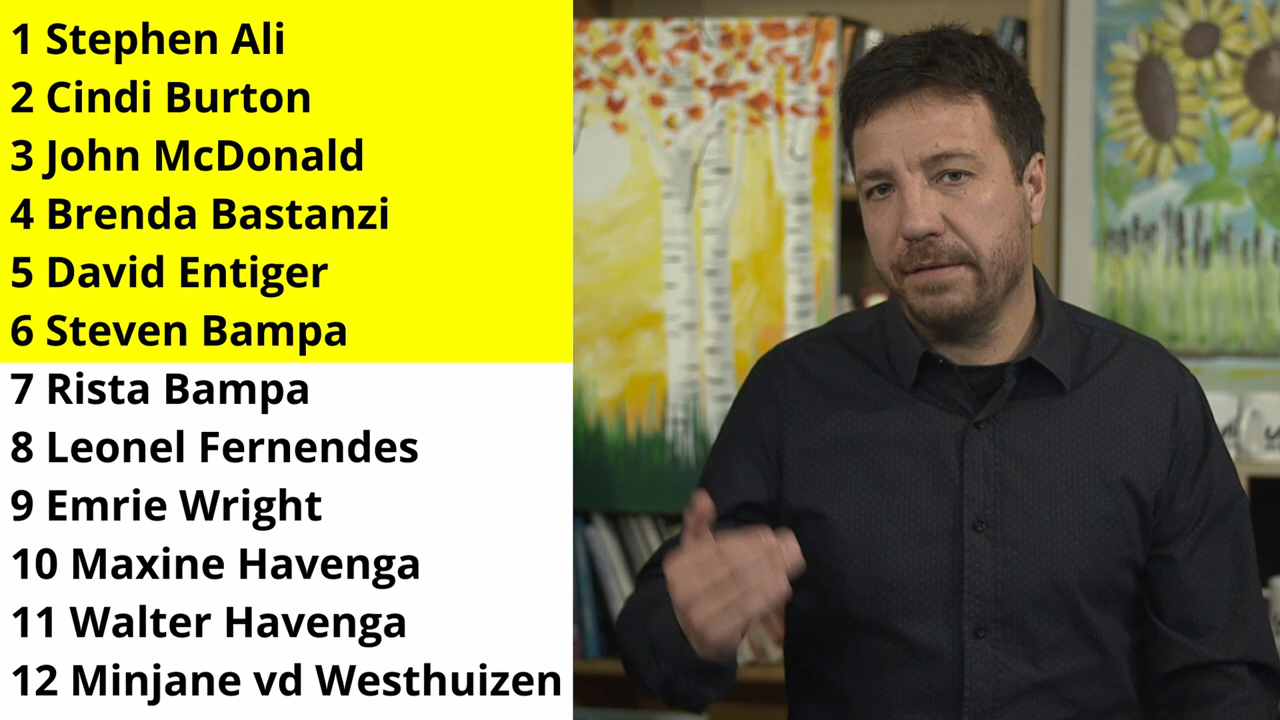 1 Stephen Ali
2 Cindi Burton
3 John McDonald
4 Brenda Bastanzi
5 David Entiger
6 Steven Bampa
7 Rista Bampa
8 Leonel Fernendes
9 Emrie Wright
10 Maxine Havenga
11 Walter Havenga
12 Minjane vd Westhuizen